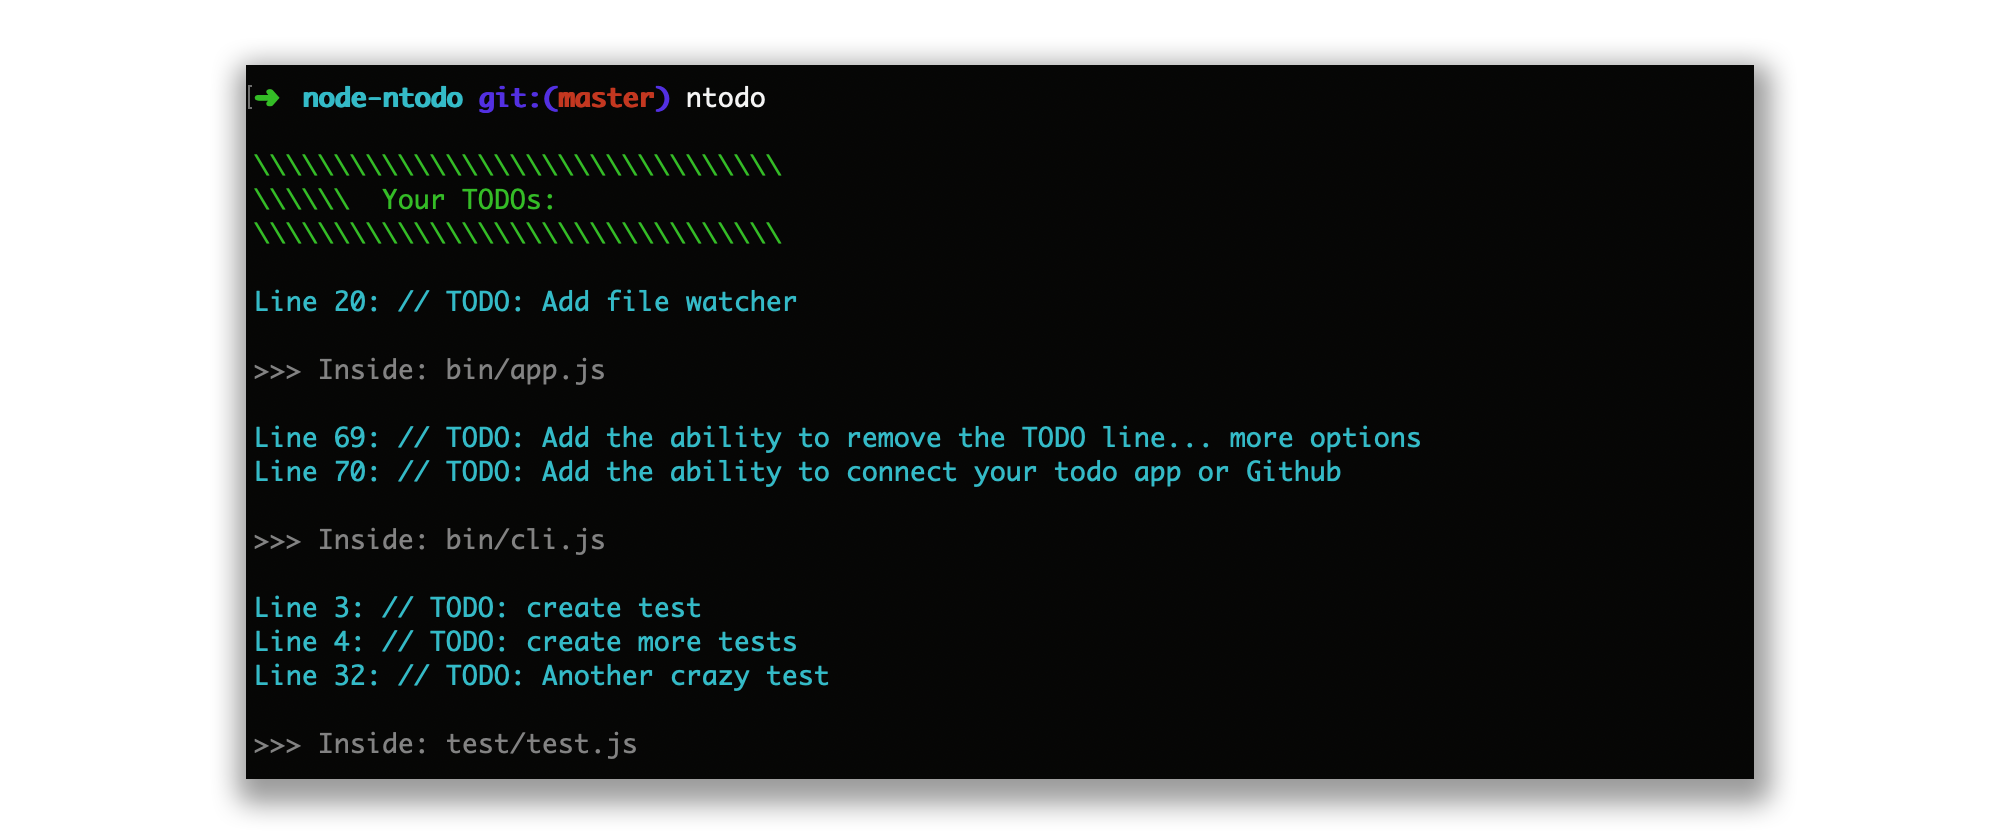 [➜ node-ntodo git:(master) ntodo
\\\\\\\\\\\\\\\\\\\\\\\\\\\\\\\\\
\\\\\\ Your TODOs:
\\\\\\\\\\\\\\\\\\\\\\\\\\\\\\\\\
Line 20: // TODO: Add file watcher
>>> Inside: bin/app.js
Line 69: // TODO: Add the ability to remove the TODO line... more options
Line 70: // TODO: Add the ability to connect your todo app or Github
>>> Inside: bin/cli.js
Line 3: // TODO: create test
Line 4: // TODO: create more tests
Line 32: // TODO: Another crazy test
>>> Inside: test/test.js